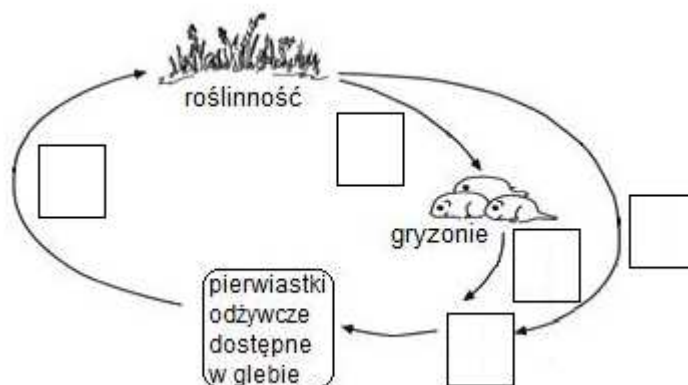 roślinność
gryzonie
pierwiastki
odżywcze
dostępne
w glebie